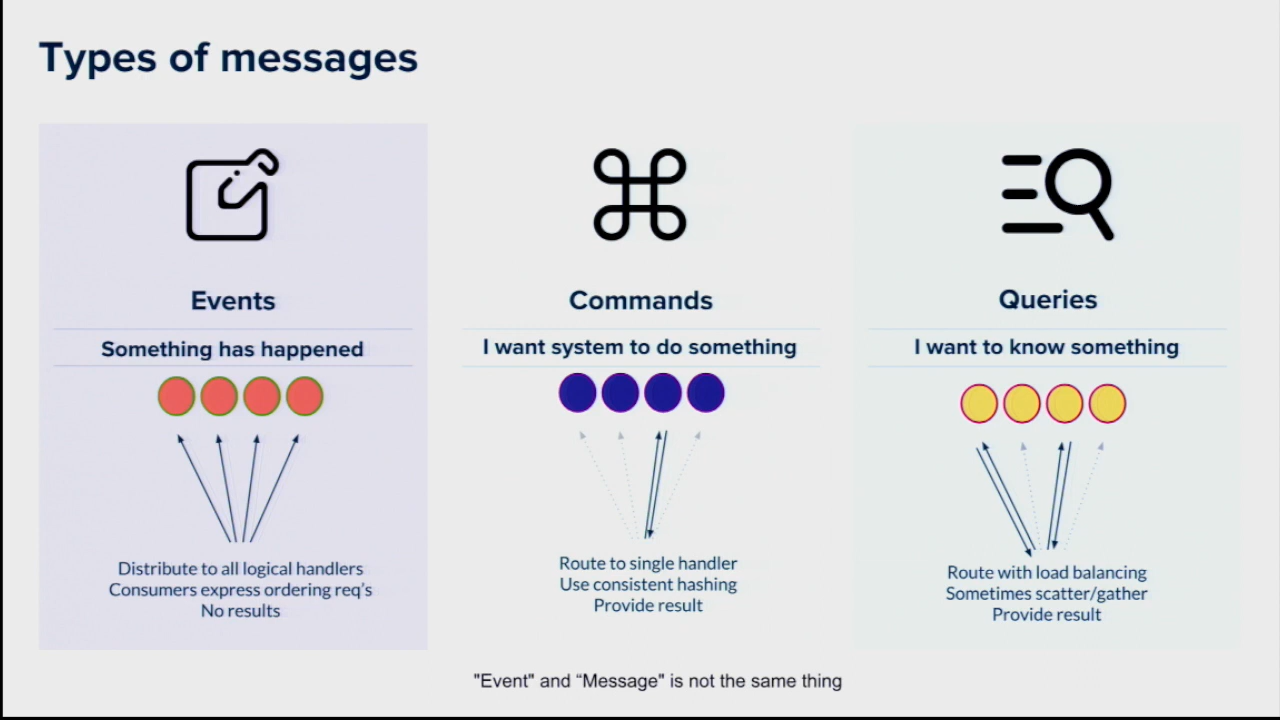 Types of messages
Events
Something has happened
Distribute to all logical handlers
Consumers express ordering req's
No results
Commands
I want system to do something
Route to single handler
Use consistent hashing
Provide result
Queries
I want to know something
Route with load balancing
Sometimes scatter/gather
Provide result
"Event" and “Message" is not the same thing